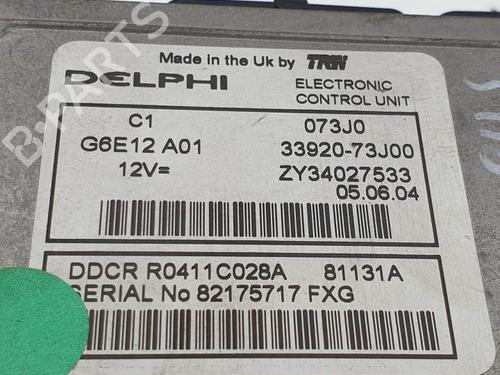 Made in the Uk by TRW
DELPHI
ELECTRONIC
CONTROL UNIT
C1 073J0
G6E12 A01 33920-73J00
12V= ZY34027533
05.06.04
DDCR R0411C028A 81131A
SERIAL No 82175717 FXG
B-PARTS